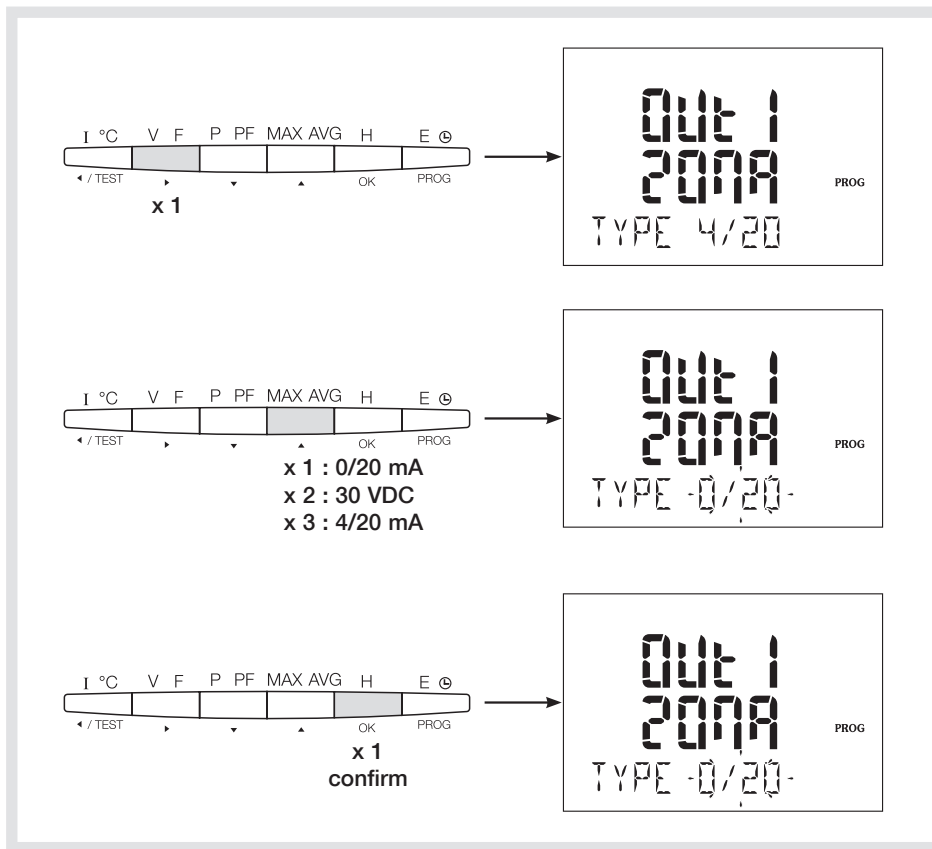 I °C V F P PF MAX AVG H E
◂ / TEST ▸ ▾ ▴ OK PROG
x 1
OUt 1
20MA
PROG
TYPE 4/20
I °C V F P PF MAX AVG H E
◂ / TEST ▸ ▾ ▴ OK PROG
x 1 : 0/20 mA
x 2 : 30 VDC
x 3 : 4/20 mA
OUt 1
20MA
PROG
TYPE 0/20
I °C V F P PF MAX AVG H E
◂ / TEST ▸ ▾ ▴ OK PROG
x 1
confirm
OUt 1
20MA
PROG
TYPE 0/20